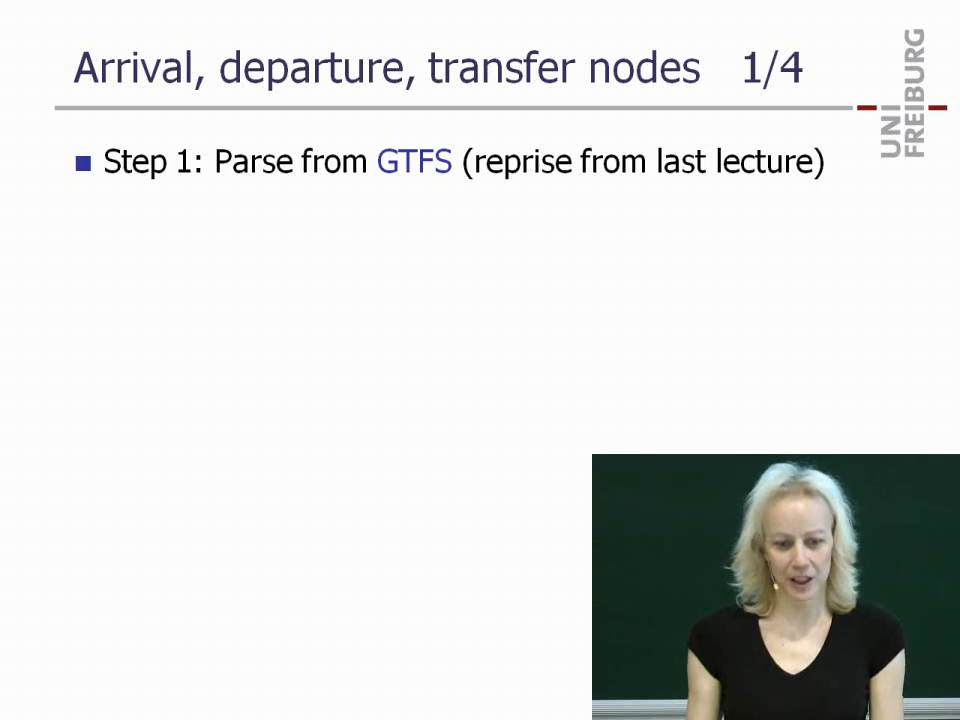 Arrival, departure, transfer nodes 1/4
UNI
FREIBURG
Step 1: Parse from GTFS (reprise from last lecture)